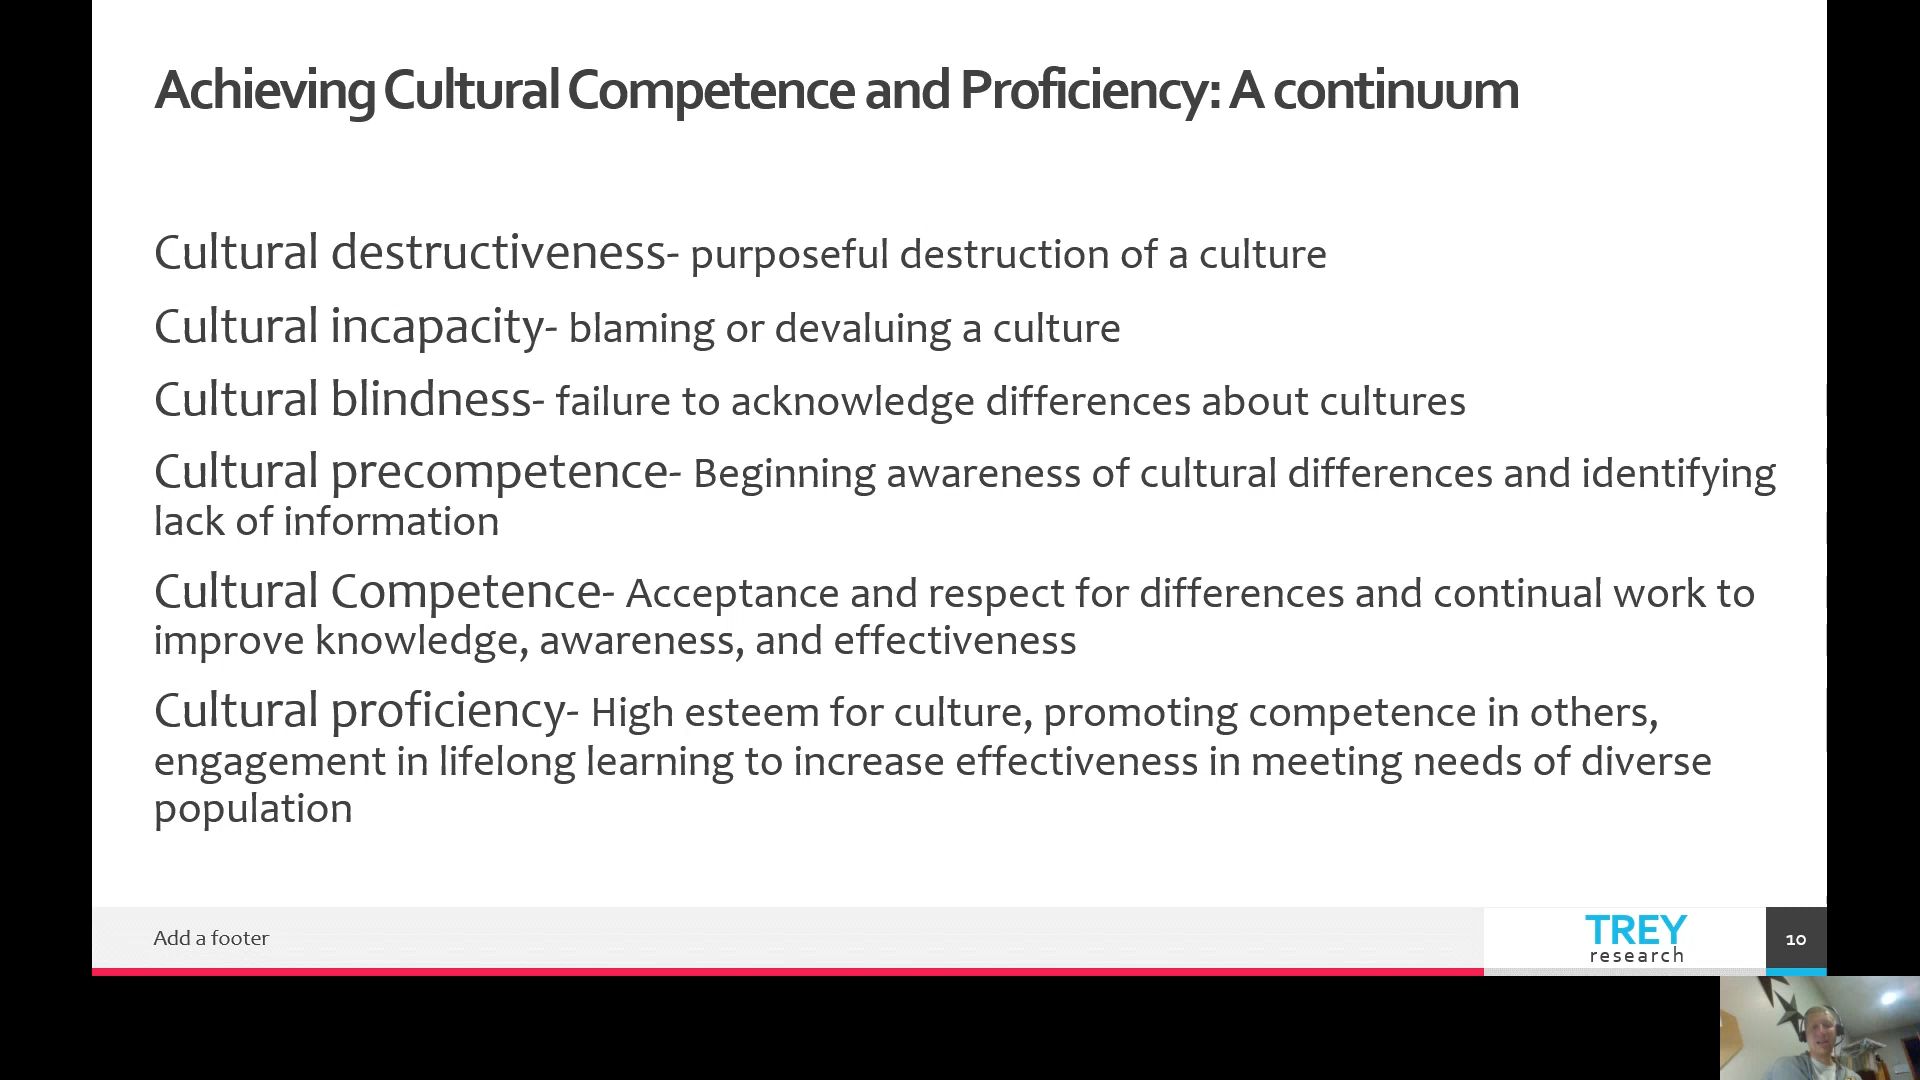 Achieving Cultural Competence and Proficiency: A continuum
Cultural destructiveness- purposeful destruction of a culture
Cultural incapacity- blaming or devaluing a culture
Cultural blindness- failure to acknowledge differences about cultures
Cultural precompetence- Beginning awareness of cultural differences and identifying
lack of information
Cultural Competence- Acceptance and respect for differences and continual work to
improve knowledge, awareness, and effectiveness
Cultural proficiency- High esteem for culture, promoting competence in others,
engagement in lifelong learning to increase effectiveness in meeting needs of diverse
population
Add a footer
TREY
research
10